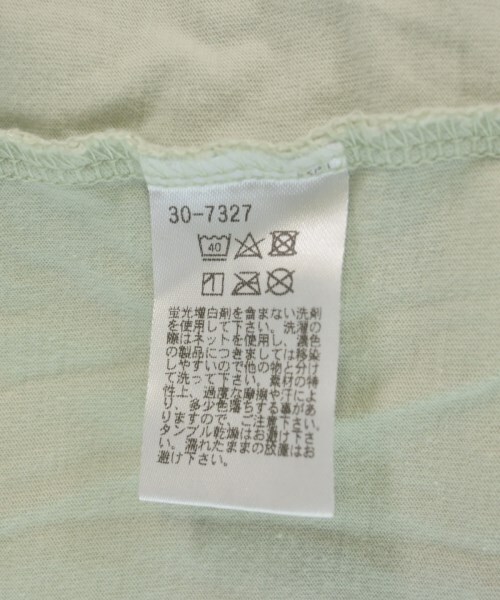 30-7327
40
蛍光増白剤を含まない洗剤
を使用して下さい。洗濯の
際はネットを使用し、濃色
の製品につきましては移染
しやすいので他の物と分け
て洗って下さい。素材の特
性上、過度な摩擦や汗によ
り、多少色落ちする事があ
りますので、ご注意下さ
い。タンブル乾燥はお避け下さ
い。濡れたままの放置はお
避け下さい。